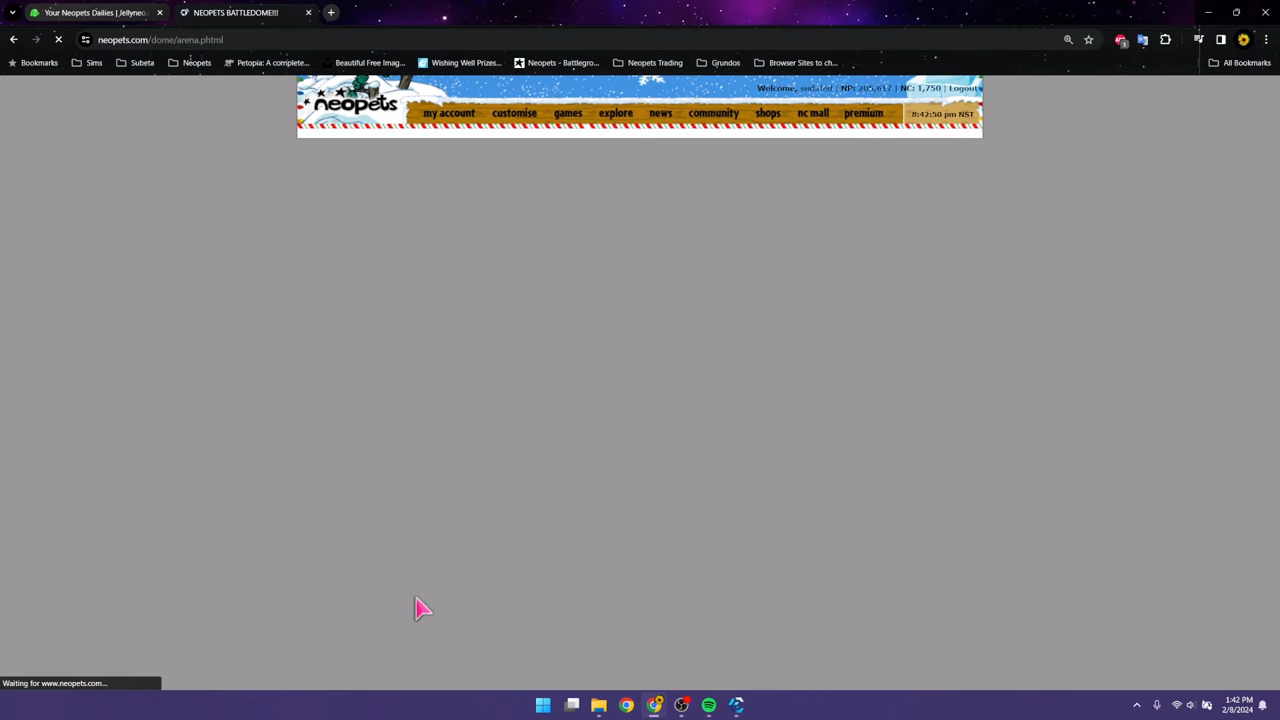 Your Neopets Dailies | Jellyneo
NEOPETS BATTLEDOME!!!
neopets.com/dome/arena.phtml
Bookmarks Sims Subeta Neopets Petopia: A complete... Beautiful Free Imag... Wishing Well Prizes... Neopets - Battlegro... Neopets Trading Grundos Browser Sites to ch... All Bookmarks
Welcome, sudafed | NP: 205,617 | NC: 1,750 | Logout
neopets
my account customise games explore news community shops nc mall premium 8:42:50 pm NST
Waiting for www.neopets.com...
1:42 PM
2/8/2024